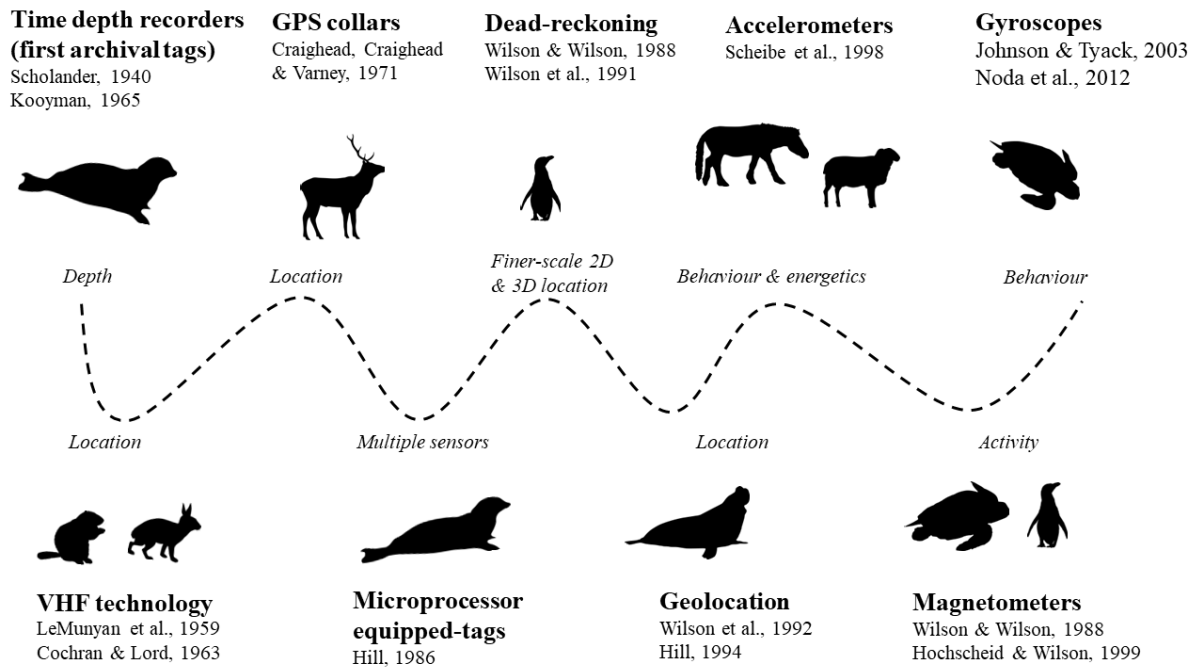 Time depth recorders
(first archival tags)
Scholander, 1940
Kooyman, 1965
GPS collars
Craighead, Craighead
& Varney, 1971
Dead-reckoning
Wilson & Wilson, 1988
Wilson et al., 1991
Accelerometers
Scheibe et al., 1998
Gyroscopes
Johnson & Tyack, 2003
Noda et al., 2012
Depth
Location
Finer-scale 2D
& 3D location
Behaviour & energetics
Behaviour
Location
Multiple sensors
Location
Activity
VHF technology
LeMunyan et al., 1959
Cochran & Lord, 1963
Microprocessor
equipped-tags
Hill, 1986
Geolocation
Wilson et al., 1992
Hill, 1994
Magnetometers
Wilson & Wilson, 1988
Hochscheid & Wilson, 1999